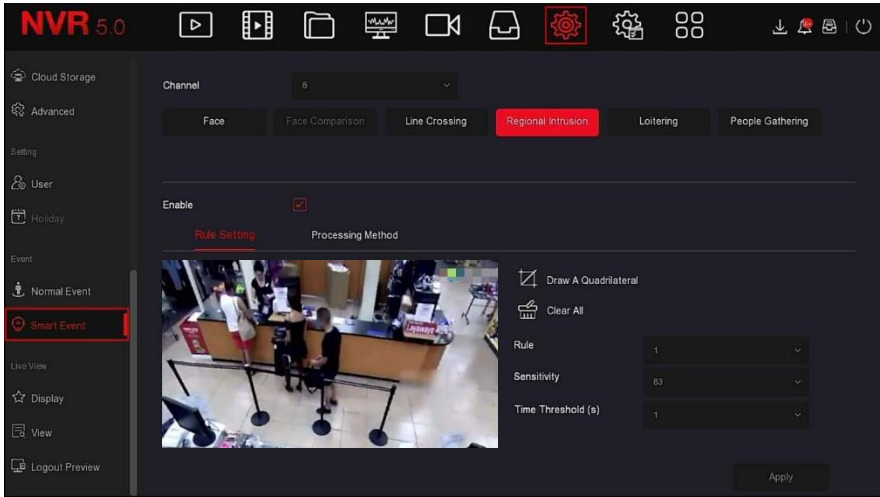 NVR 5.0
Cloud Storage
Advanced
Setting
User
Holiday
Event
Normal Event
Smart Event
Live View
Display
View
Logout Preview
Channel 6
Face Face Comparison Line Crossing Regional Intrusion Loitering People Gathering
Enable
Rule Setting Processing Method
Layaways
Draw A Quadrilateral
Clear All
Rule 1
Sensitivity 83
Time Threshold (s) 1
Apply